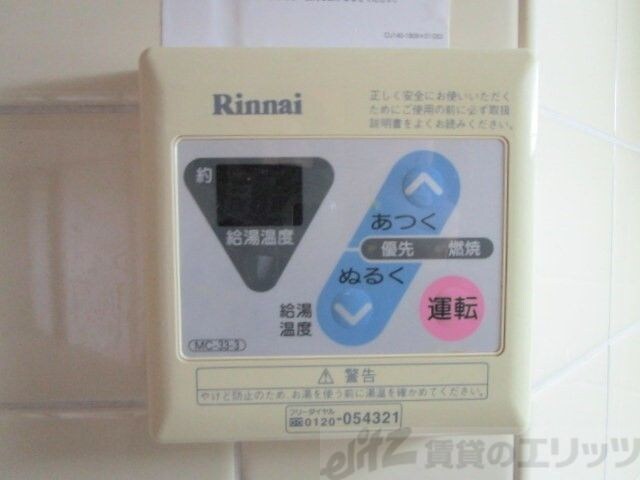 Rinnai
正しく安全にお使いいただく
ためにご使用の前に必ず取扱
説明書をよくお読みください。
約
給湯温度
あつく
優先 燃焼
ぬるく
給湯
温度
運転
MC-33-3
⚠ 警告
やけど防止のため、お湯を使う前に湯温を確かめてください。
フリーダイヤル
0120-054321
elitz 賃貸のエリッツ